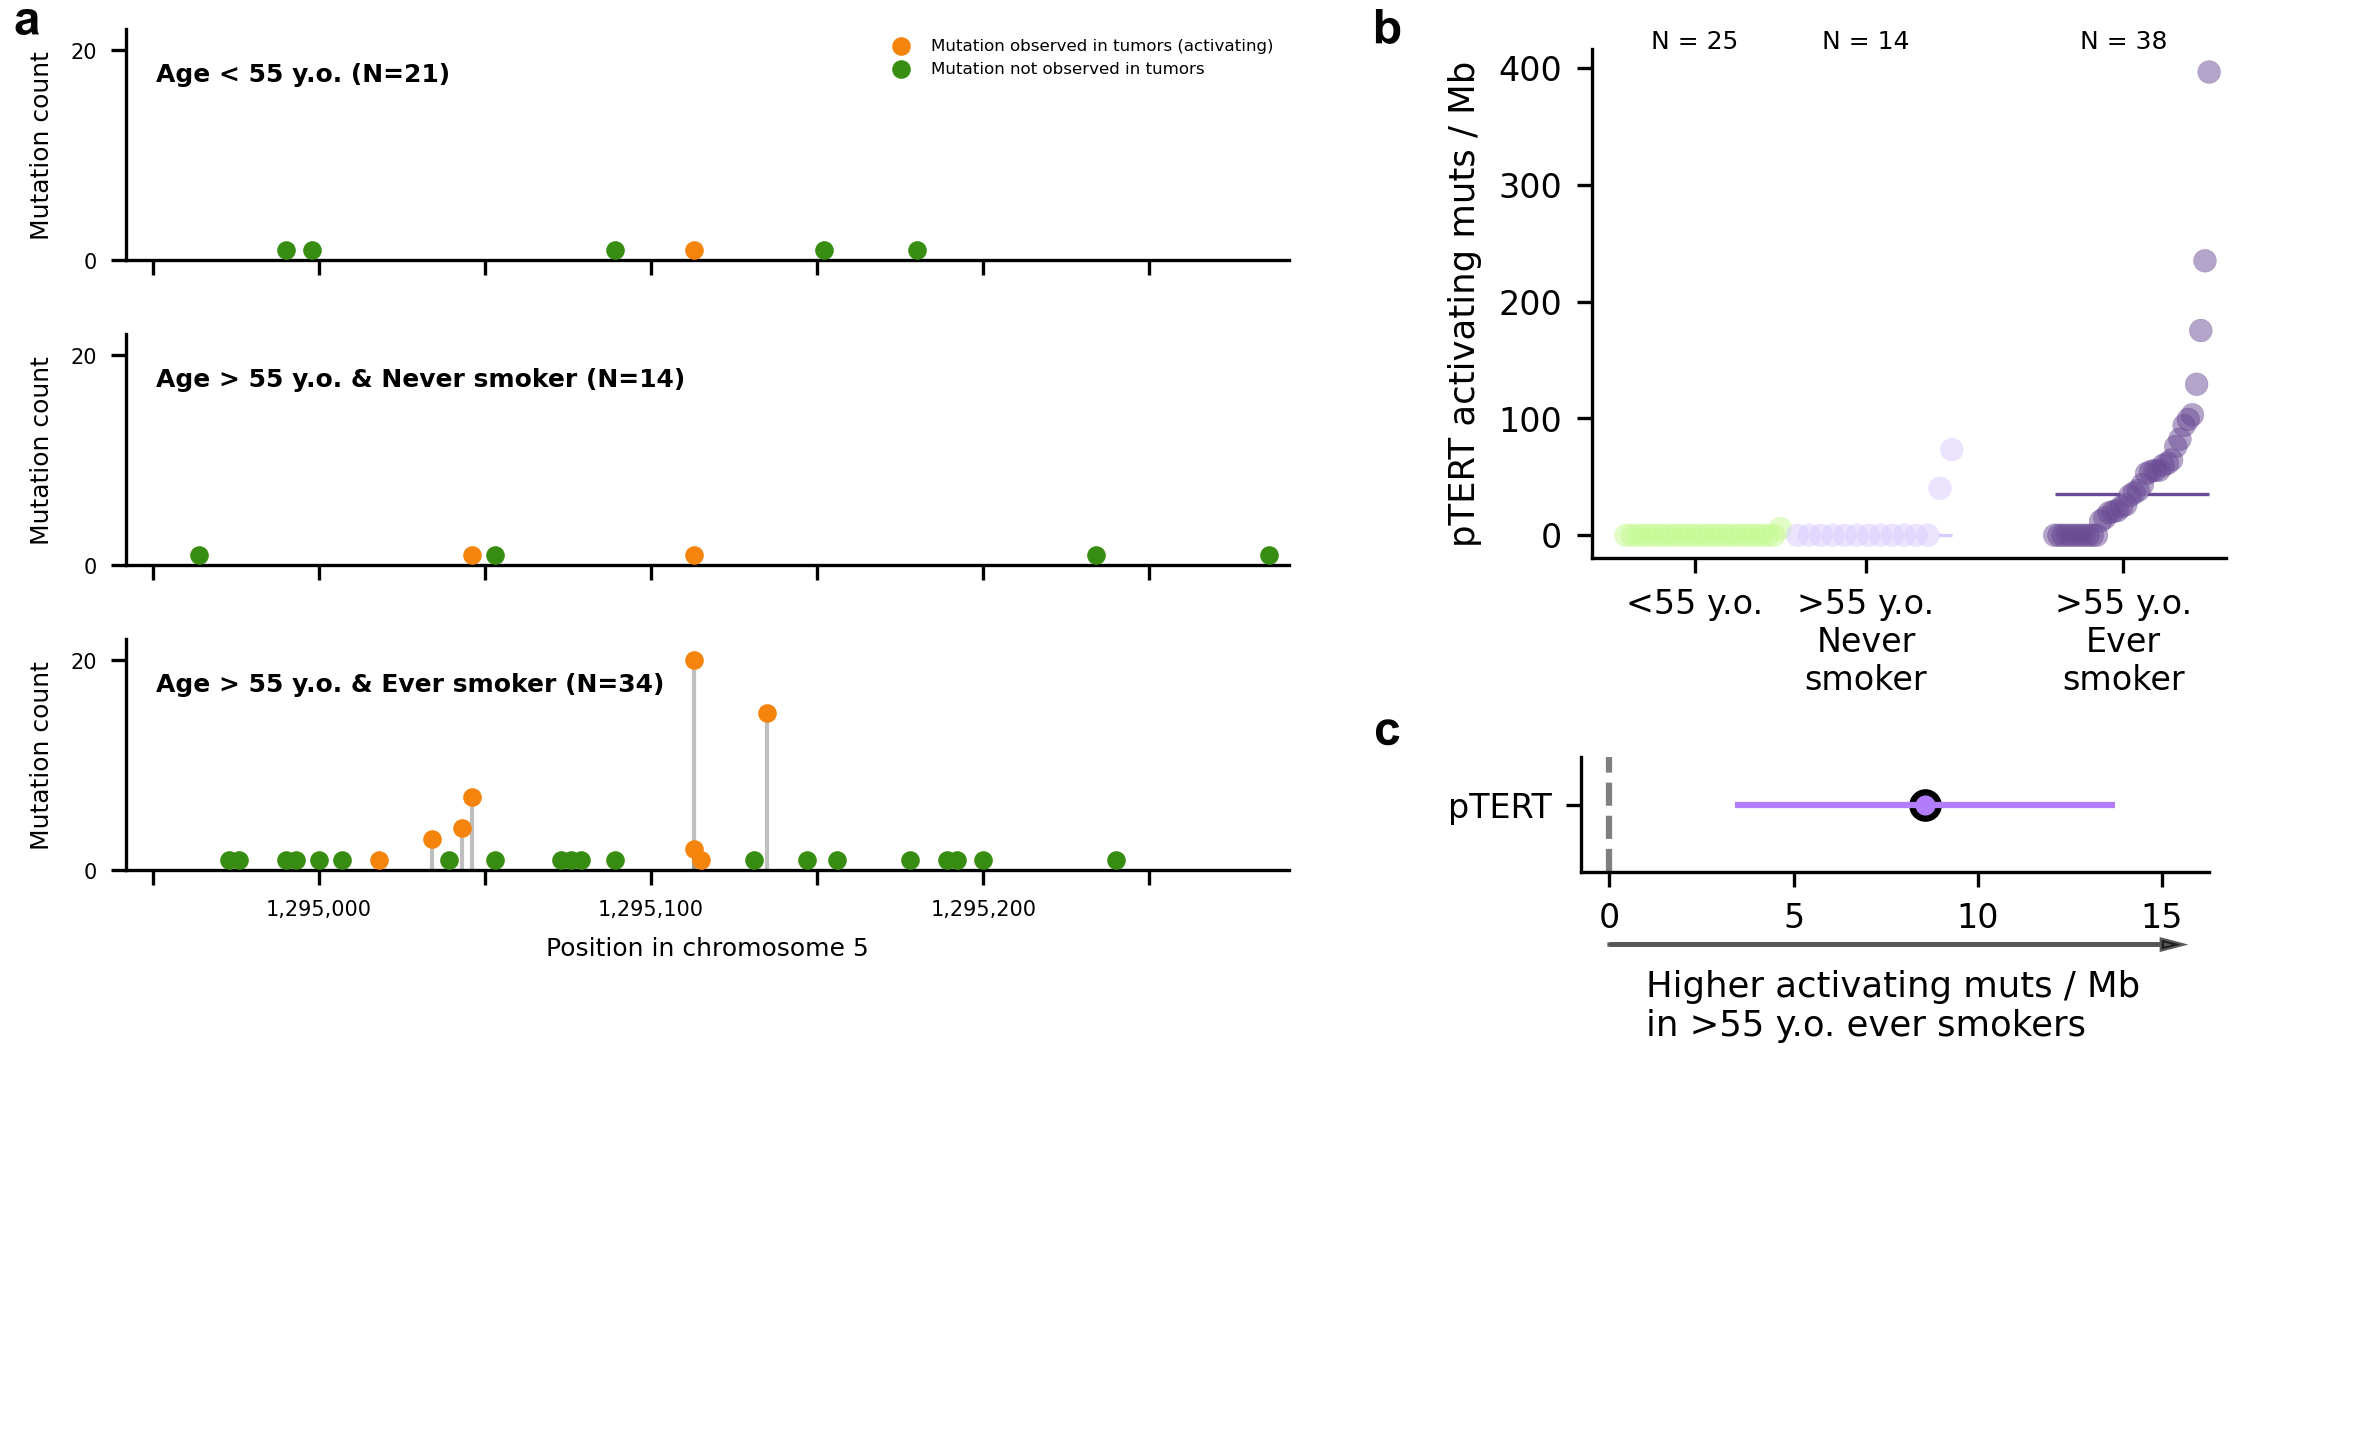 a
20
0
Mutation count
Age < 55 y.o. (N=21)
Mutation observed in tumors (activating)
Mutation not observed in tumors
20
0
Mutation count
Age > 55 y.o. & Never smoker (N=14)
20
0
Mutation count
Age > 55 y.o. & Ever smoker (N=34)
1,295,000
1,295,100
1,295,200
Position in chromosome 5
b
N = 25
N = 14
N = 38
400
300
200
100
0
pTERT activating muts / Mb
<55 y.o.
>55 y.o.
Never
smoker
>55 y.o.
Ever
smoker
c
pTERT
0
5
10
15
Higher activating muts / Mb
in >55 y.o. ever smokers